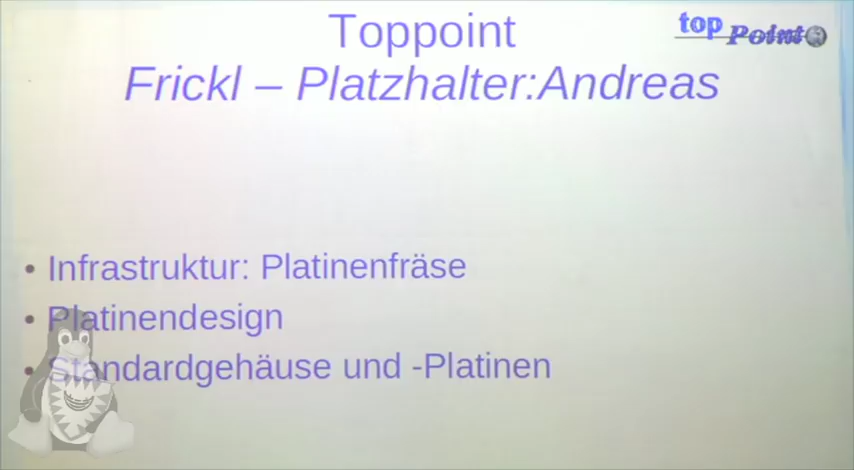 Toppoint
top Point
Frickl – Platzhalter:Andreas
• Infrastruktur: Platinenfräse
• Platinendesign
• Standardgehäuse und -Platinen